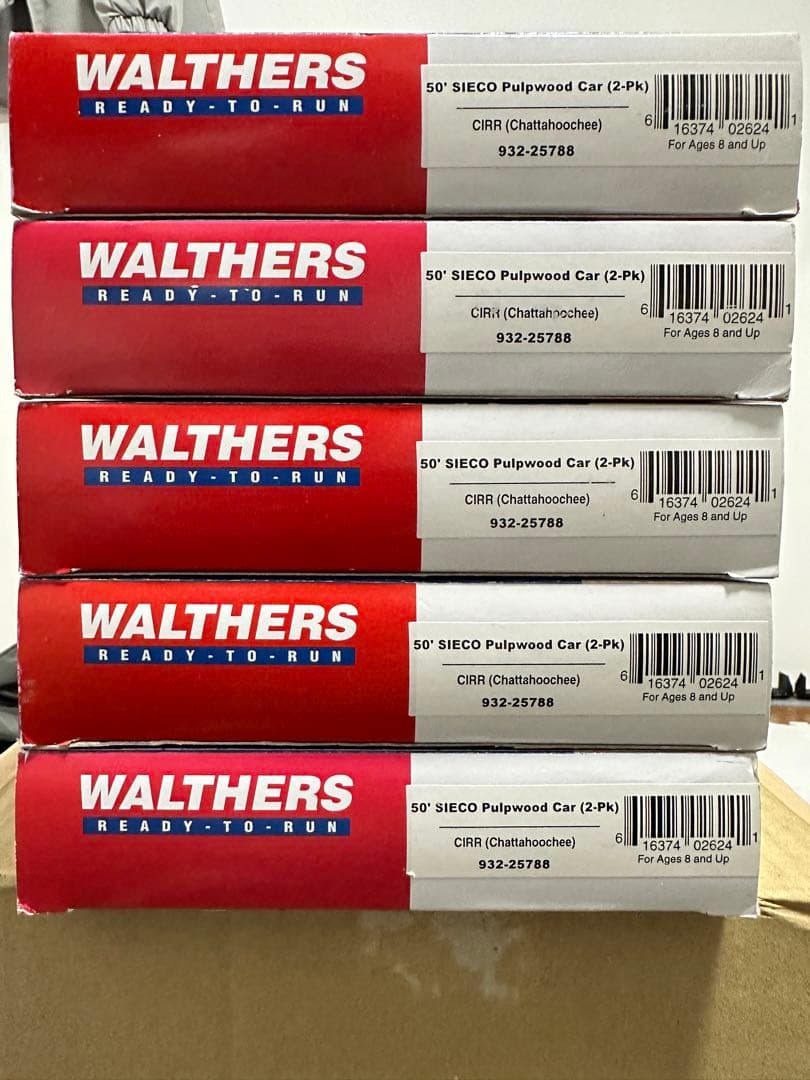 WALTHERS
READY-TO-RUN
50' SIECO Pulpwood Car (2-Pk)
CIRR (Chattahoochee)
932-25788
6 16374 02624 1
For Ages 8 and Up
WALTHERS
READY-TO-RUN
50' SIECO Pulpwood Car (2-Pk)
CIRR (Chattahoochee)
932-25788
6 16374 02624 1
For Ages 8 and Up
WALTHERS
READY-TO-RUN
50' SIECO Pulpwood Car (2-Pk)
CIRR (Chattahoochee)
932-25788
6 16374 02624 1
For Ages 8 and Up
WALTHERS
READY-TO-RUN
50' SIECO Pulpwood Car (2-Pk)
CIRR (Chattahoochee)
932-25788
6 16374 02624 1
For Ages 8 and Up
WALTHERS
READY-TO-RUN
50' SIECO Pulpwood Car (2-Pk)
CIRR (Chattahoochee)
932-25788
6 16374 02624 1
For Ages 8 and Up